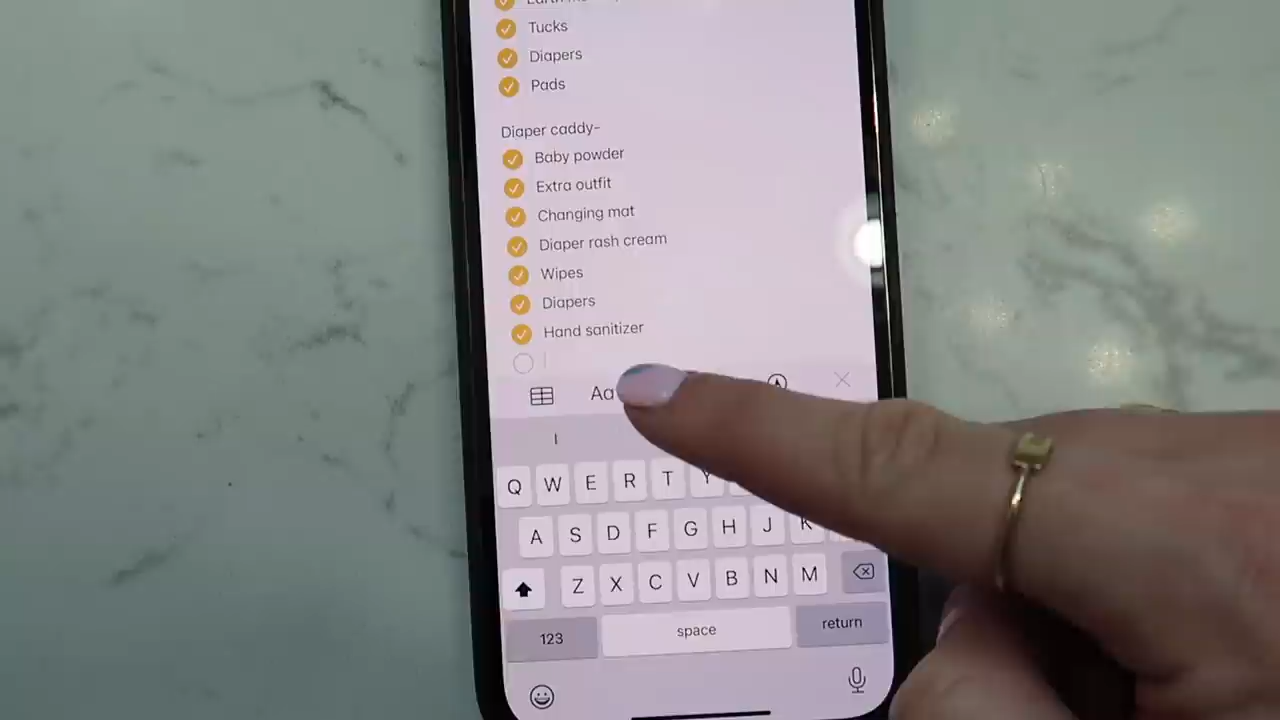 Tucks
Diapers
Pads
Diaper caddy-
Baby powder
Extra outfit
Changing mat
Diaper rash cream
Wipes
Diapers
Hand sanitizer
Aa
I
Q W E R T Y
A S D F G H J K
Z X C V B N M
123 space return